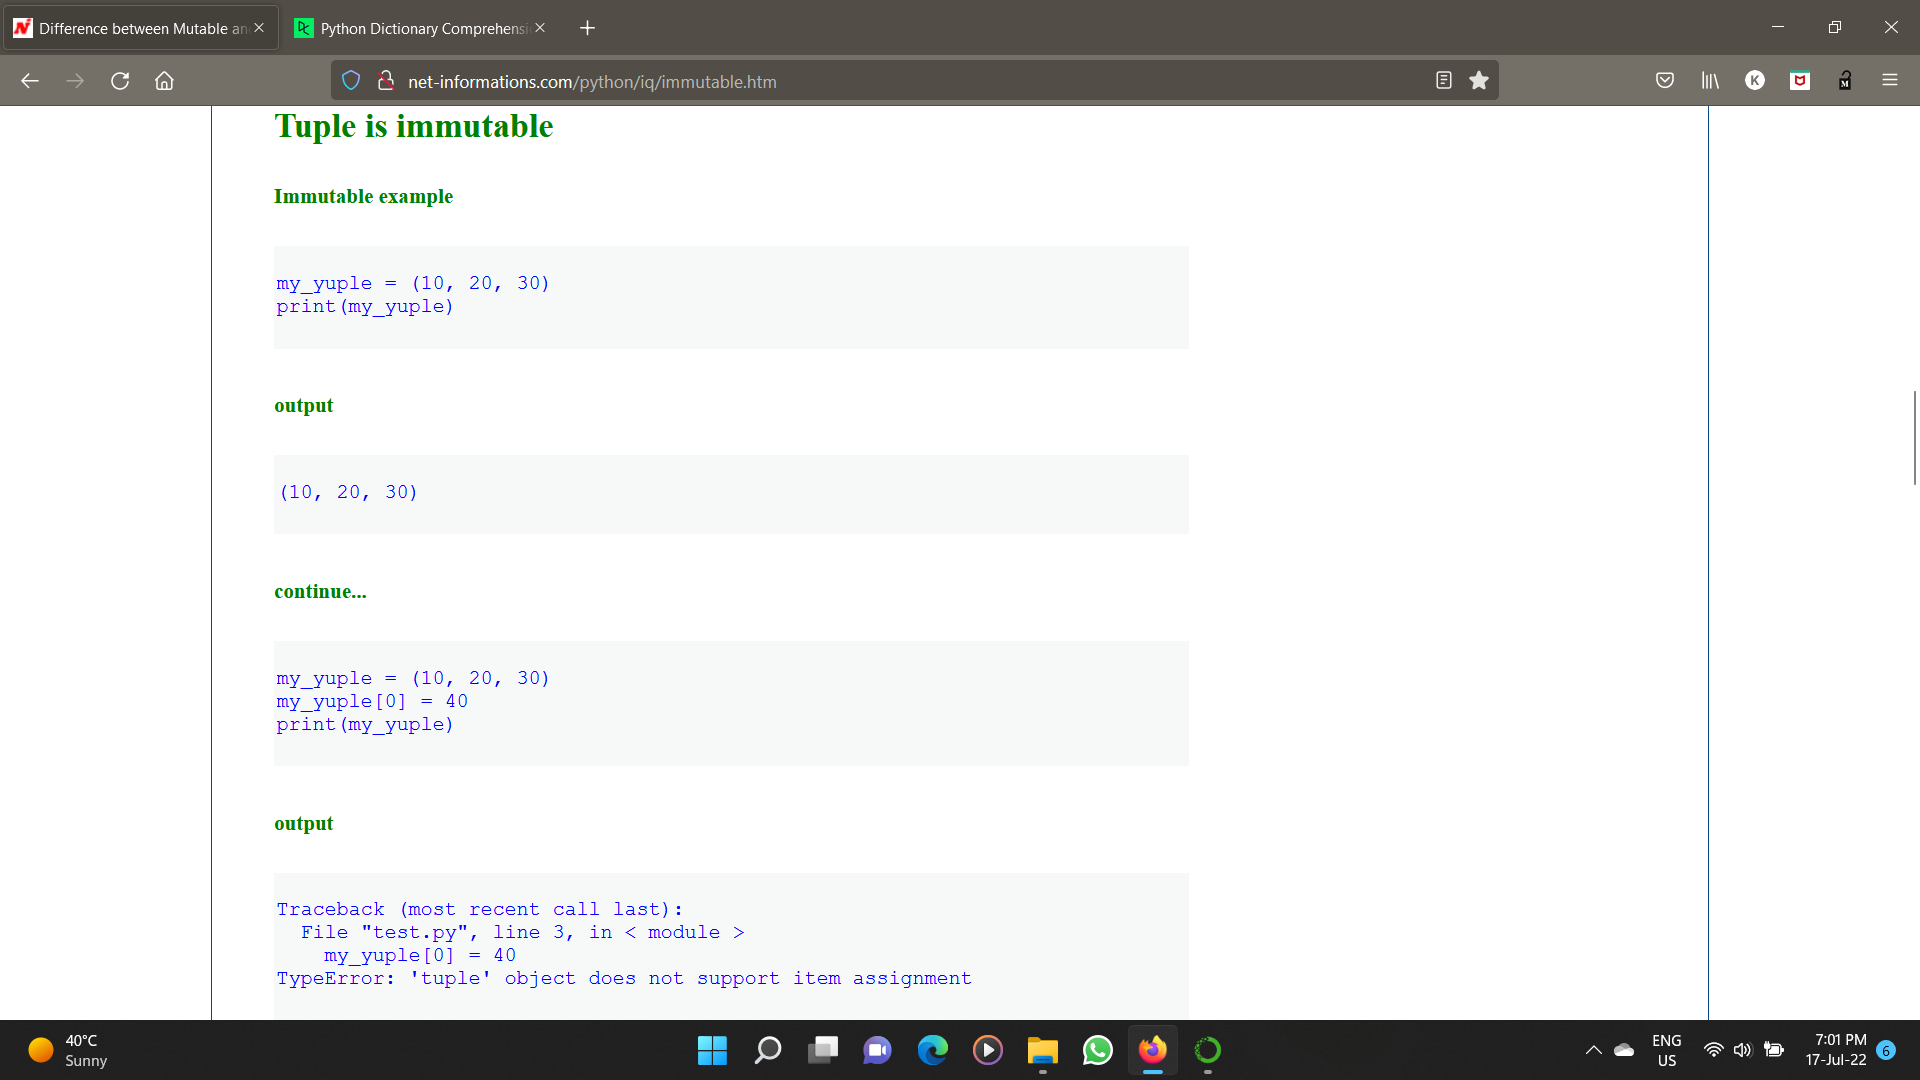 Difference between Mutable an
Python Dictionary Comprehensi
net-informations.com/python/iq/immutable.htm
K
M
Tuple is immutable
Immutable example
my_yuple = (10, 20, 30)
print(my_yuple)
output
(10, 20, 30)
continue...
my_yuple = (10, 20, 30)
my_yuple[0] = 40
print(my_yuple)
output
Traceback (most recent call last):
File "test.py", line 3, in < module >
my_yuple[0] = 40
TypeError: 'tuple' object does not support item assignment
40°C
Sunny
ENG
US
7:01 PM
17-Jul-22
6